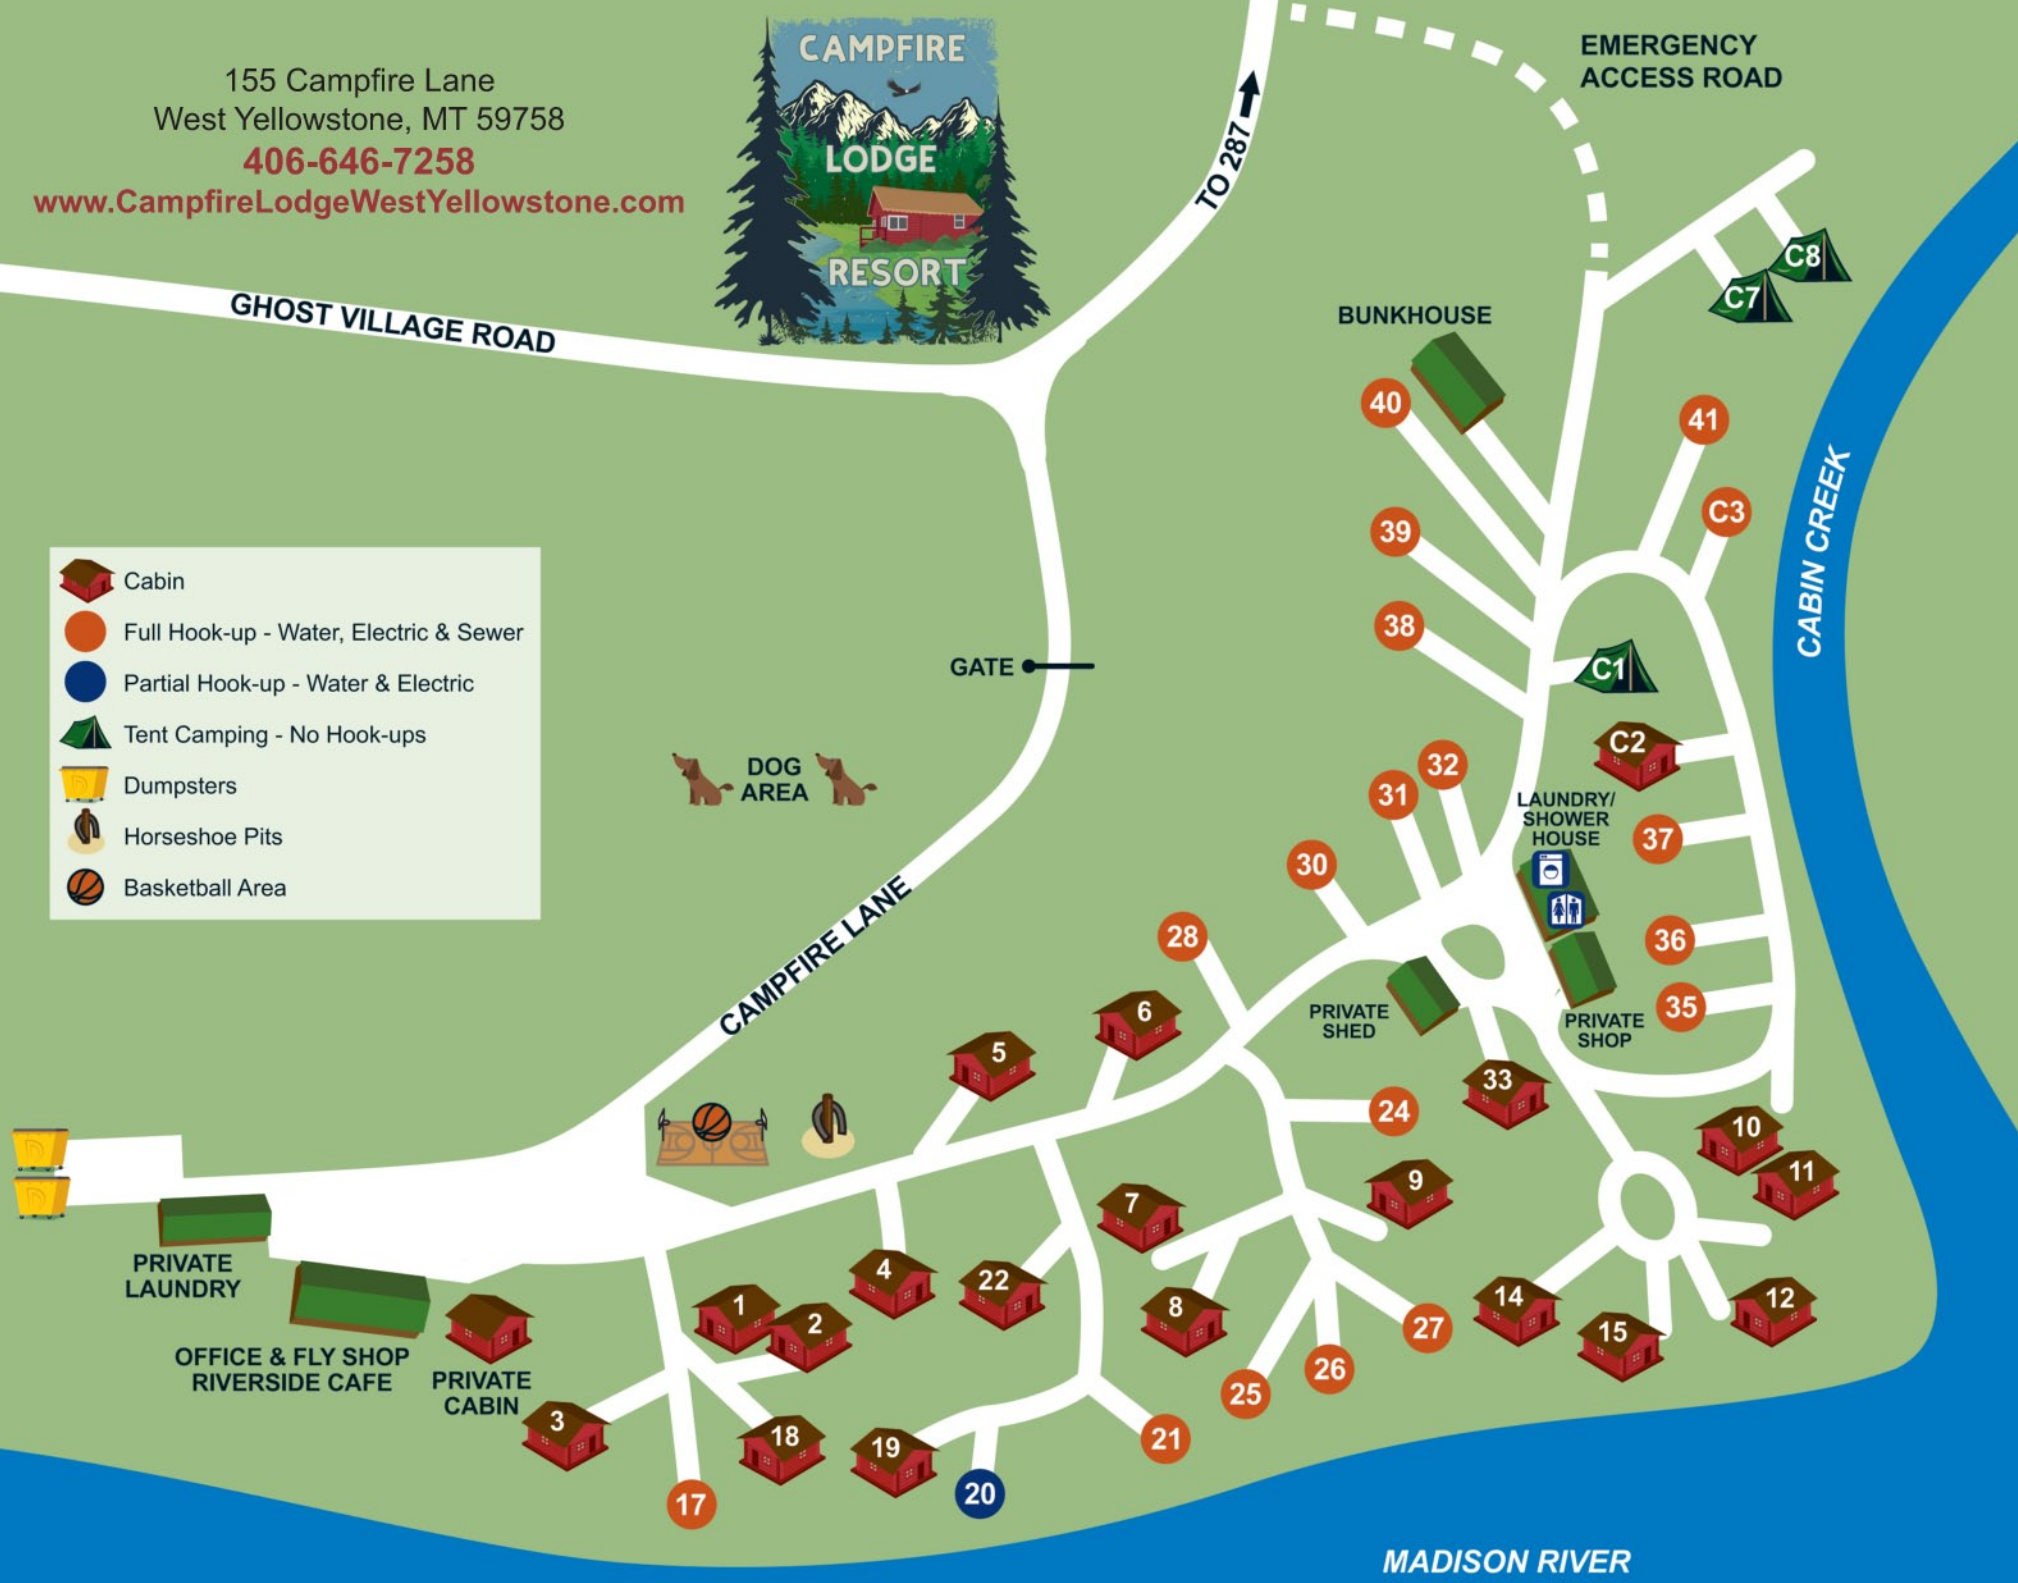 155 Campfire Lane
West Yellowstone, MT 59758
406-646-7258
www.CampfireLodgeWestYellowstone.com
CAMPFIRE
LODGE
RESORT
EMERGENCY
ACCESS ROAD
TO 287
GHOST VILLAGE ROAD
C8
C7
BUNKHOUSE
40
41
C3
39
38
C1
CABIN CREEK
GATE
Cabin
Full Hook-up - Water, Electric & Sewer
Partial Hook-up - Water & Electric
Tent Camping - No Hook-ups
Dumpsters
Horseshoe Pits
Basketball Area
DOG
AREA
C2
32
31
LAUNDRY/
SHOWER
HOUSE
37
30
CAMPFIRE LANE
28
36
35
6
PRIVATE
SHED
PRIVATE
SHOP
5
33
24
10
11
9
7
PRIVATE
LAUNDRY
4
22
1
2
8
14
12
15
27
26
25
OFFICE & FLY SHOP
RIVERSIDE CAFE
PRIVATE
CABIN
3
18
19
21
20
17
MADISON RIVER